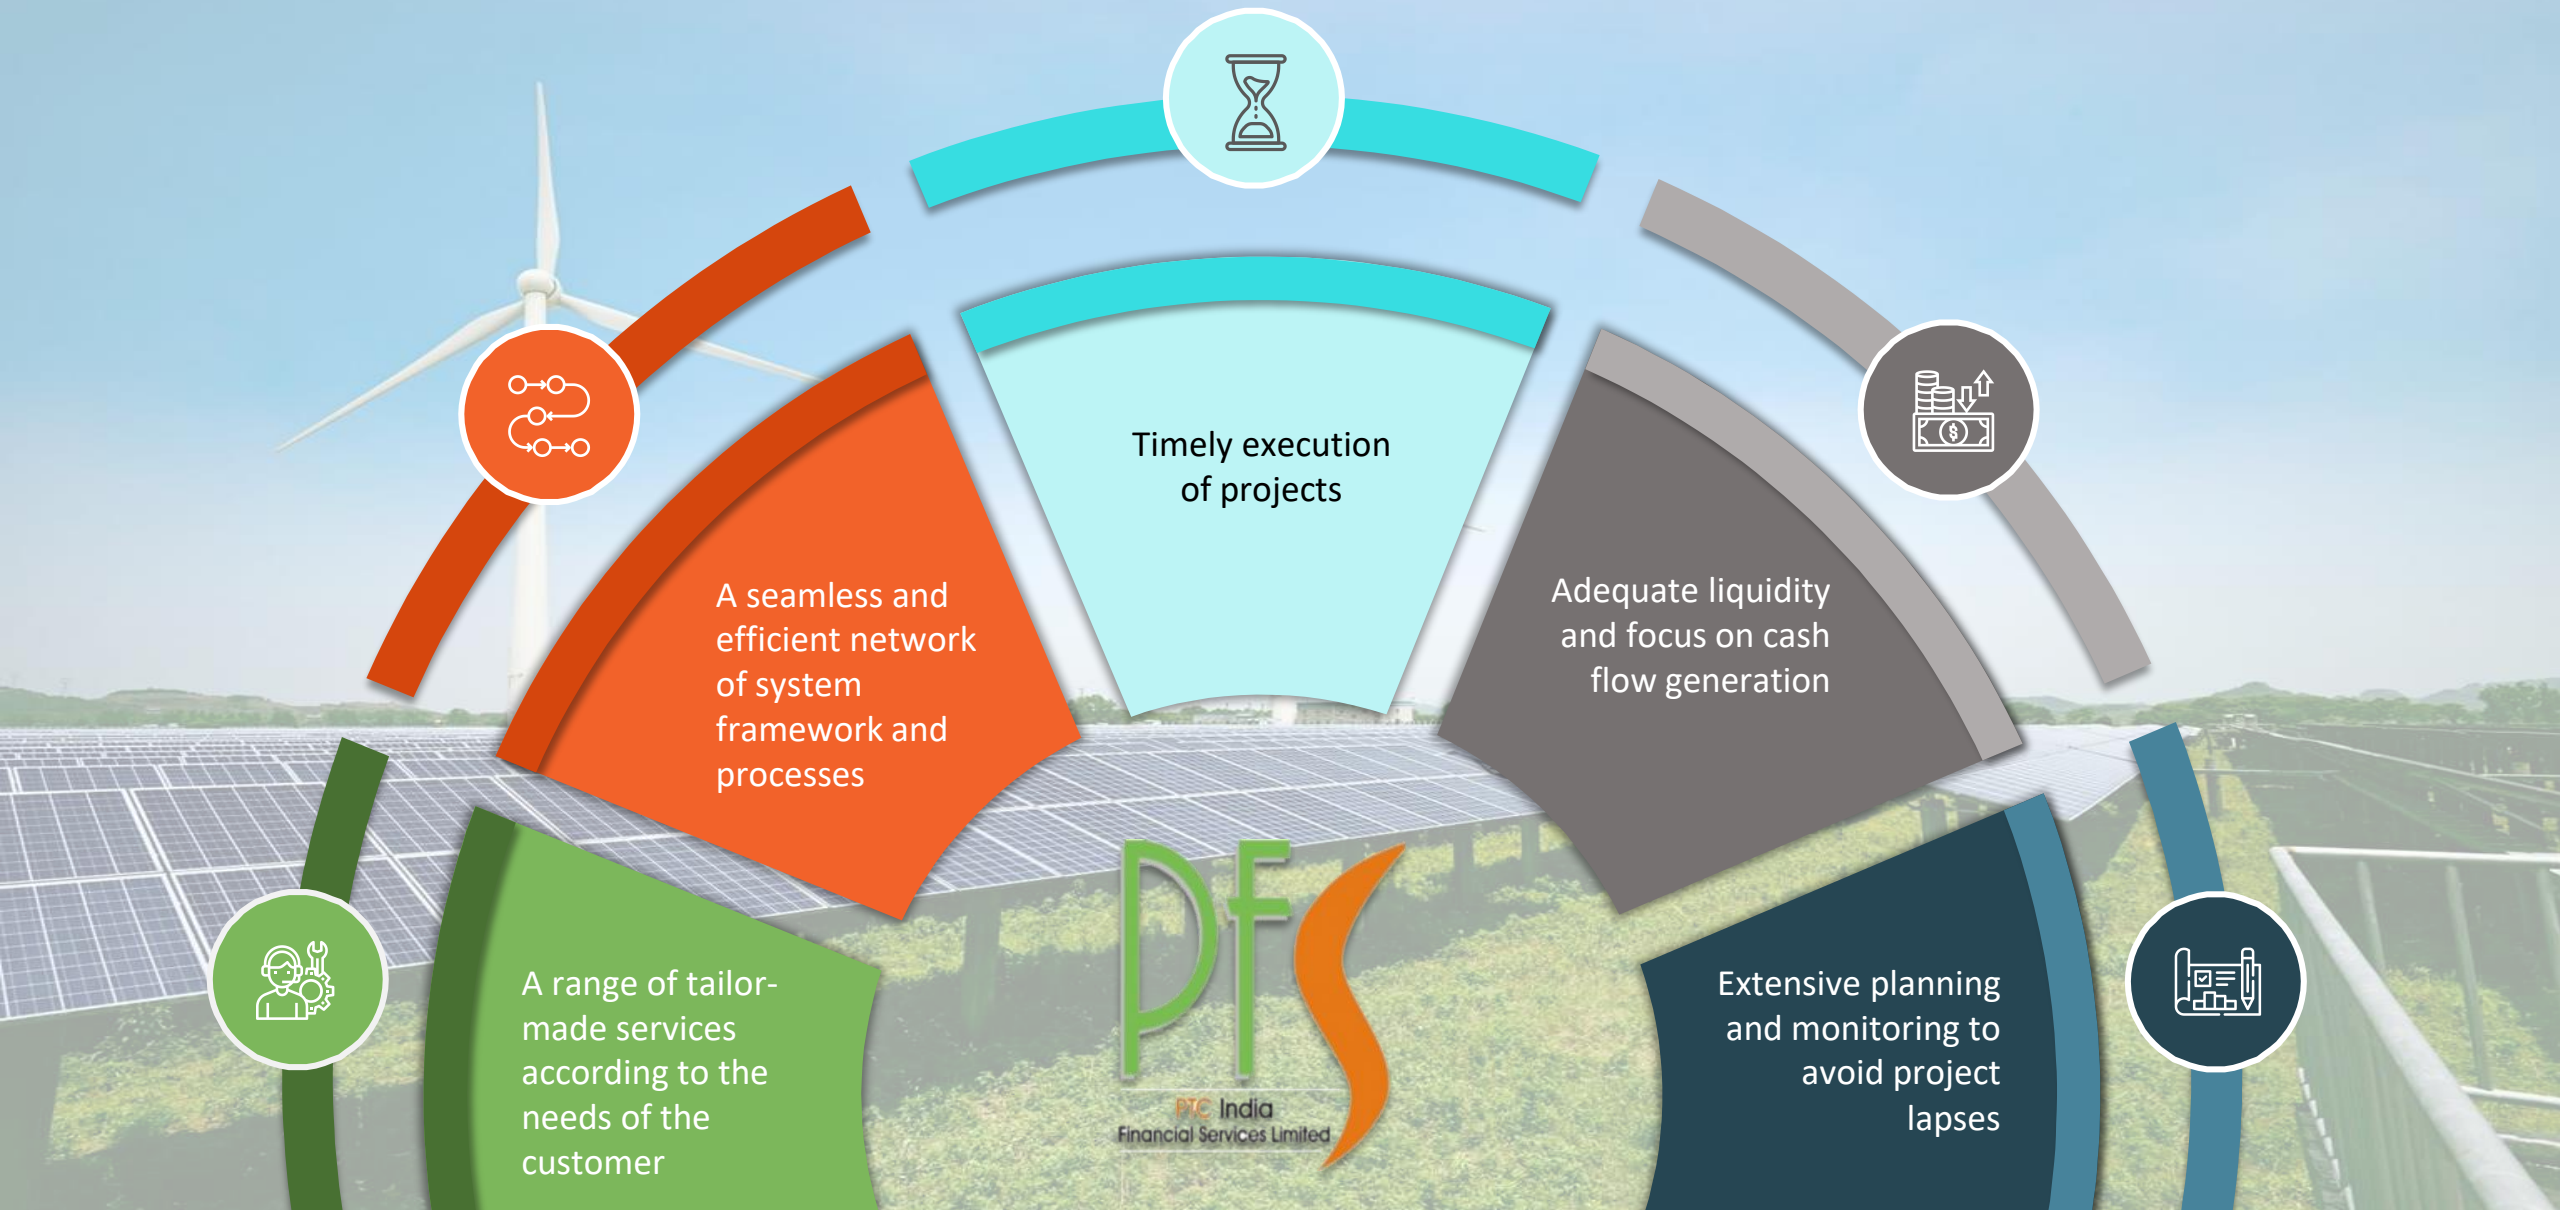 Timely execution
of projects
A seamless and
efficient network
of system
framework and
processes
Adequate liquidity
and focus on cash
flow generation
A range of tailor-
made services
according to the
needs of the
customer
Extensive planning
and monitoring to
avoid project
lapses
PFS
PTC India
Financial Services Limited
$